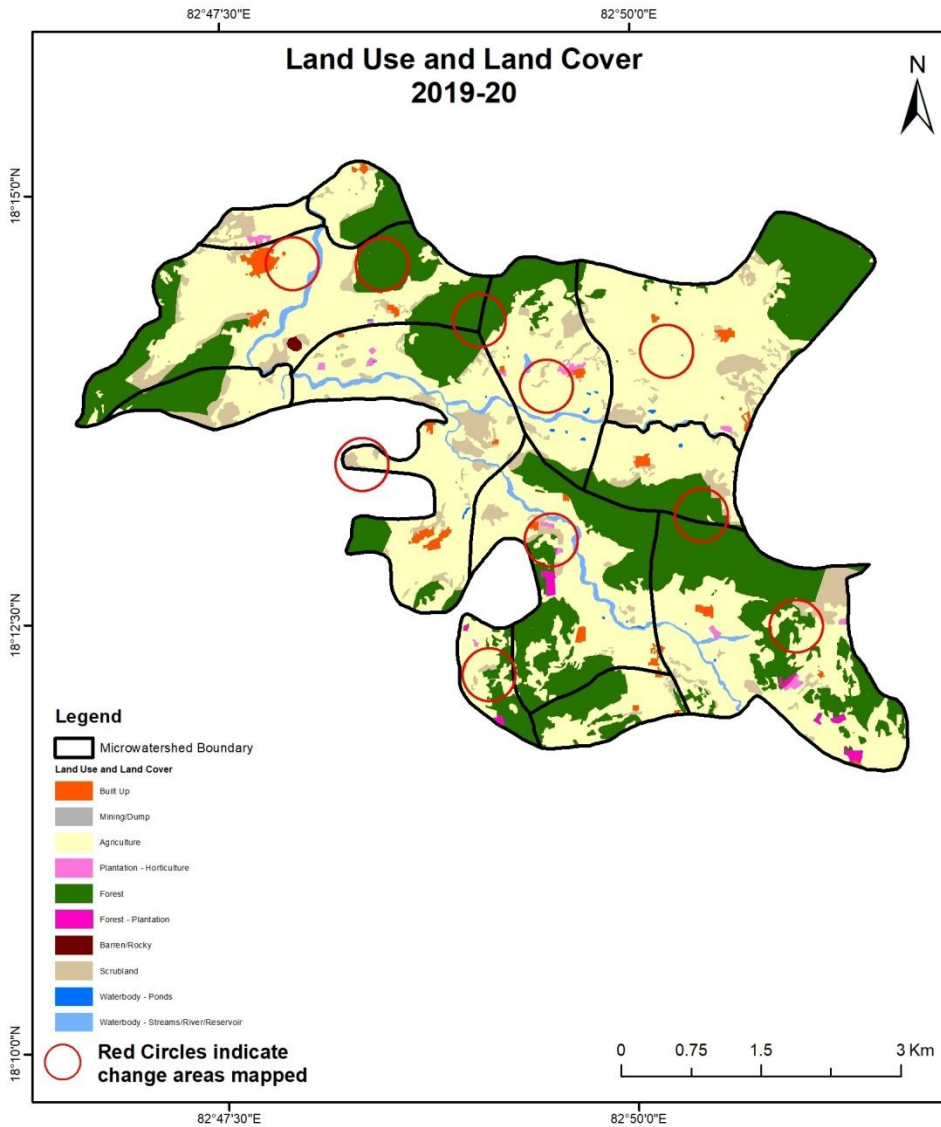 82°47'30"E
82°50'0"E
Land Use and Land Cover
2019-20
N
18°15'0"N
18°12'30"N
18°10'0"N
Legend
Microwatershed Boundary
Land Use and Land Cover
Built Up
Mining/Dump
Agriculture
Plantation - Horticulture
Forest
Forest - Plantation
Barren/Rocky
Scrubland
Waterbody - Ponds
Waterbody - Streams/River/Reservoir
Red Circles indicate
change areas mapped
0 0.75 1.5 3 Km
82°47'30"E
82°50'0"E